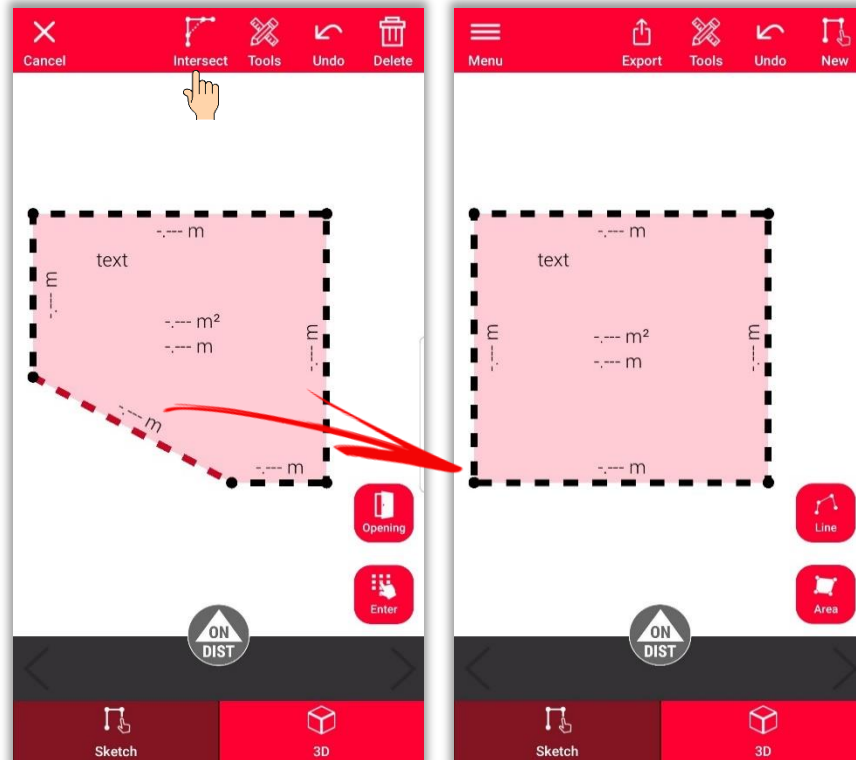 Cancel
Intersect
Tools
Undo
Delete
-.--- m
text
-.--- m
-.--- m²
-.--- m
-.--- m
-.--- m
-.--- m
Opening
Enter
ON
DIST
Sketch
3D
Menu
Export
Tools
Undo
New
-.--- m
text
-.--- m
-.--- m²
-.--- m
-.--- m
-.--- m
Line
Area
ON
DIST
Sketch
3D